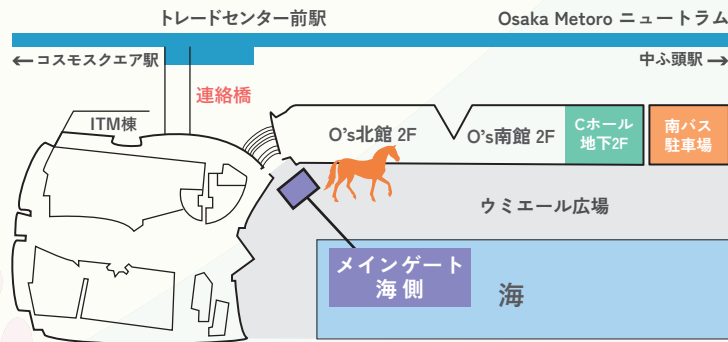 トレードセンター前駅
Osaka Metoro ニュートラム
←コスモスクエア駅
中ふ頭駅→
連絡橋
ITM棟
O's北館 2F
O's南館 2F
Cホール
地下2F
南バス
駐車場
ウミエール広場
メインゲート
海側
海